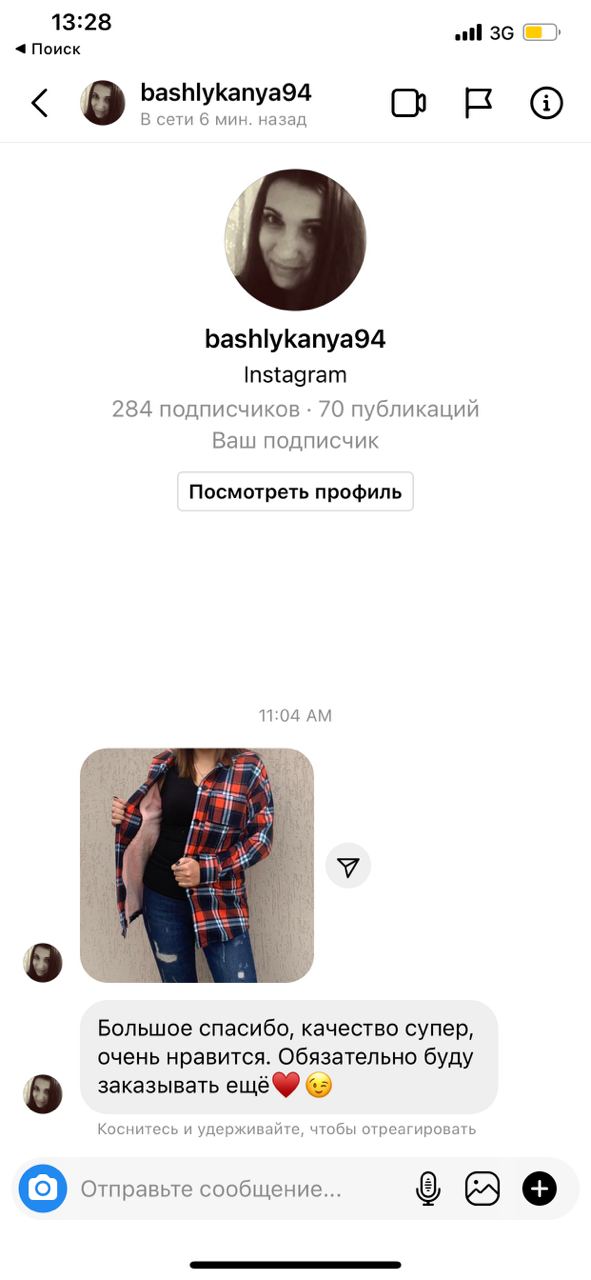 13:28
3G
◀ Поиск
bashlykanya94
В сети 6 мин. назад
bashlykanya94
Instagram
284 подписчиков · 70 публикаций
Ваш подписчик
Посмотреть профиль
11:04 AM
Большое спасибо, качество супер,
очень нравится. Обязательно буду
заказывать ещё♥️😉
Коснитесь и удерживайте, чтобы отреагировать
Отправьте сообщение...